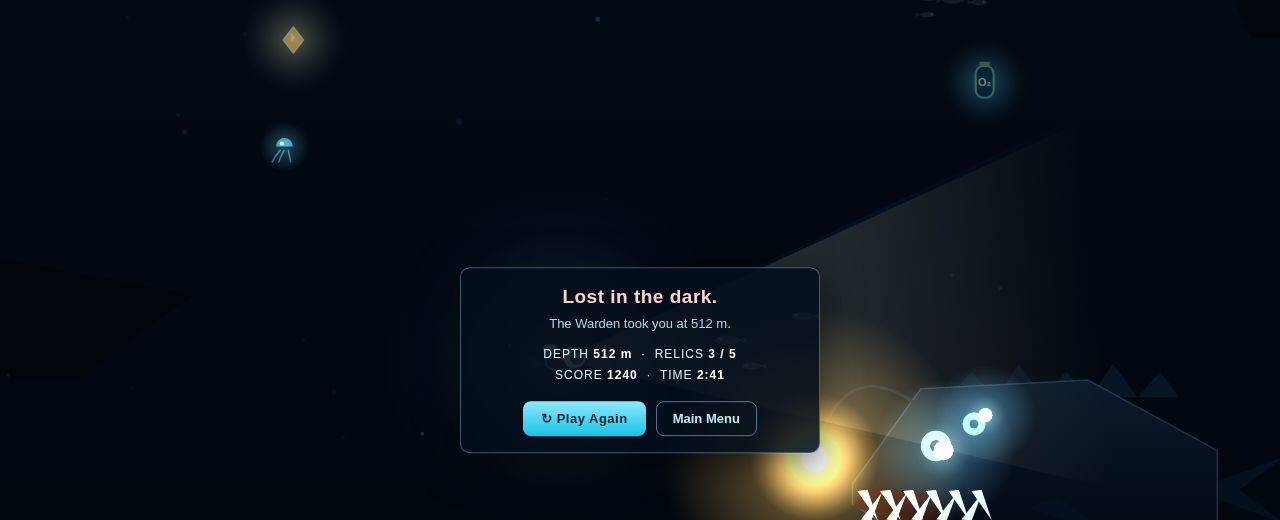 O₂
Lost in the dark.
The Warden took you at 512 m.
DEPTH 512 m · RELICS 3 / 5
SCORE 1240 · TIME 2:41
↻ Play Again
Main Menu